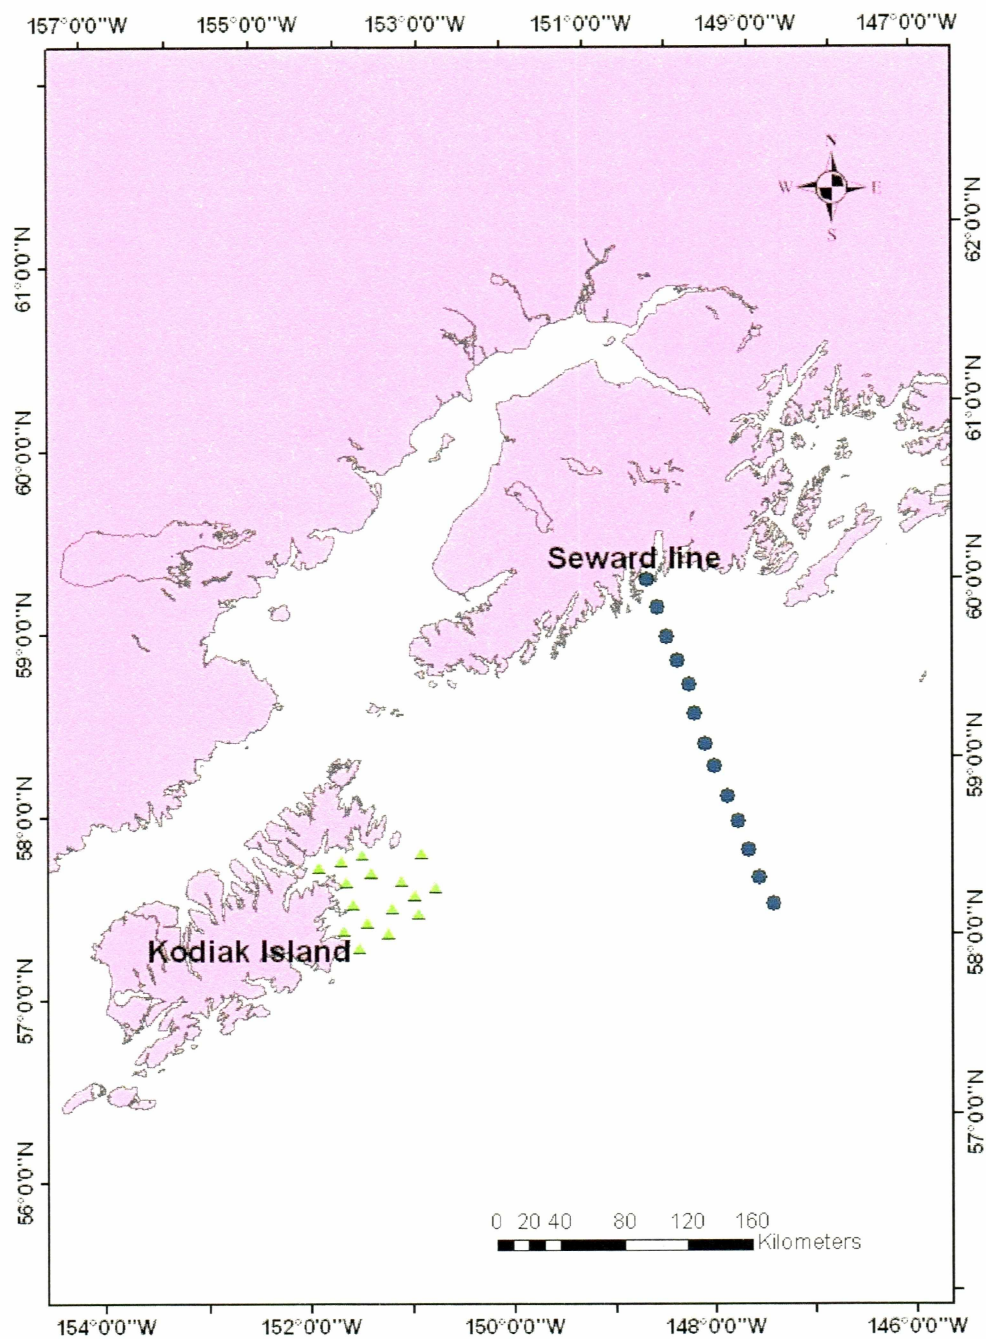 157°0'0"W 155°0'0"W 153°0'0"W 151°0'0"W 149°0'0"W 147°0'0"W
N
W E
S
62°0'0"N
61°0'0"N
61°0'0"N
60°0'0"N
Seward line
60°0'0"N
59°0'0"N
59°0'0"N
58°0'0"N
Kodiak Island
58°0'0"N
57°0'0"N
57°0'0"N
56°0'0"N
0 20 40 80 120 160
Kilometers
154°0'0"W 152°0'0"W 150°0'0"W 148°0'0"W 146°0'0"W